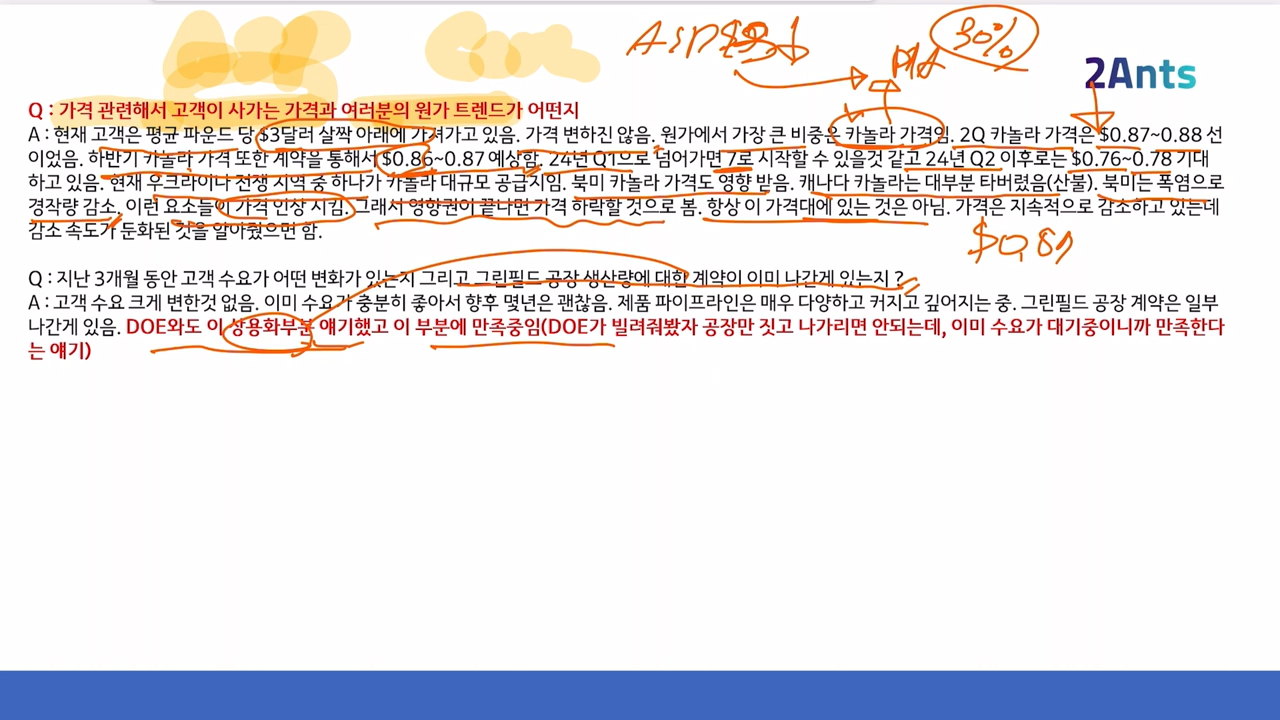 30%
2Ants
Q : 가격 관련해서 고객이 사가는 가격과 여러분의 원가 트렌드가 어떤지
A : 현재 고객은 평균 파운드 당 $3달러 살짝 아래에 가져가고 있음. 가격 변하진 않음. 원가에서 가장 큰 비중은 카놀라 가격임. 2Q 카놀라 가격은 $0.87~0.88 선
이었음. 하반기 카놀라 가격 또한 계약을 통해서 $0.86~0.87 예상함. 24년 Q1으로 넘어가면 7로 시작할 수 있을것 같고 24년 Q2 이후로는 $0.76~0.78 기대
하고 있음. 현재 우크라이나 전쟁 지역 중 하나가 카놀라 대규모 공급지임. 북미 카놀라 가격도 영향 받음. 캐나다 카놀라는 대부분 타버렸음(산불). 북미는 폭염으로
경작량 감소. 이런 요소들이 가격 인상 시킴. 그래서 영향권이 끝나면 가격 하락할 것으로 봄. 항상 이 가격대에 있는 것은 아님. 가격은 지속적으로 감소하고 있는데
감소 속도가 둔화된 것을 알아줬으면 함.
Q : 지난 3개월 동안 고객 수요가 어떤 변화가 있는지 그리고 그린필드 공장 생산량에 대한 계약이 이미 나간게 있는지 ?
A : 고객 수요 크게 변한것 없음. 이미 수요가 충분히 좋아서 향후 몇년은 괜찮음. 제품 파이프라인은 매우 다양하고 커지고 깊어지는 중. 그린필드 공장 계약은 일부
나간게 있음. DOE와도 이 상용화부분 얘기했고 이 부분에 만족중임(DOE가 빌려줘봤자 공장만 짓고 나가리면 안되는데, 이미 수요가 대기중이니까 만족한다
는 얘기)